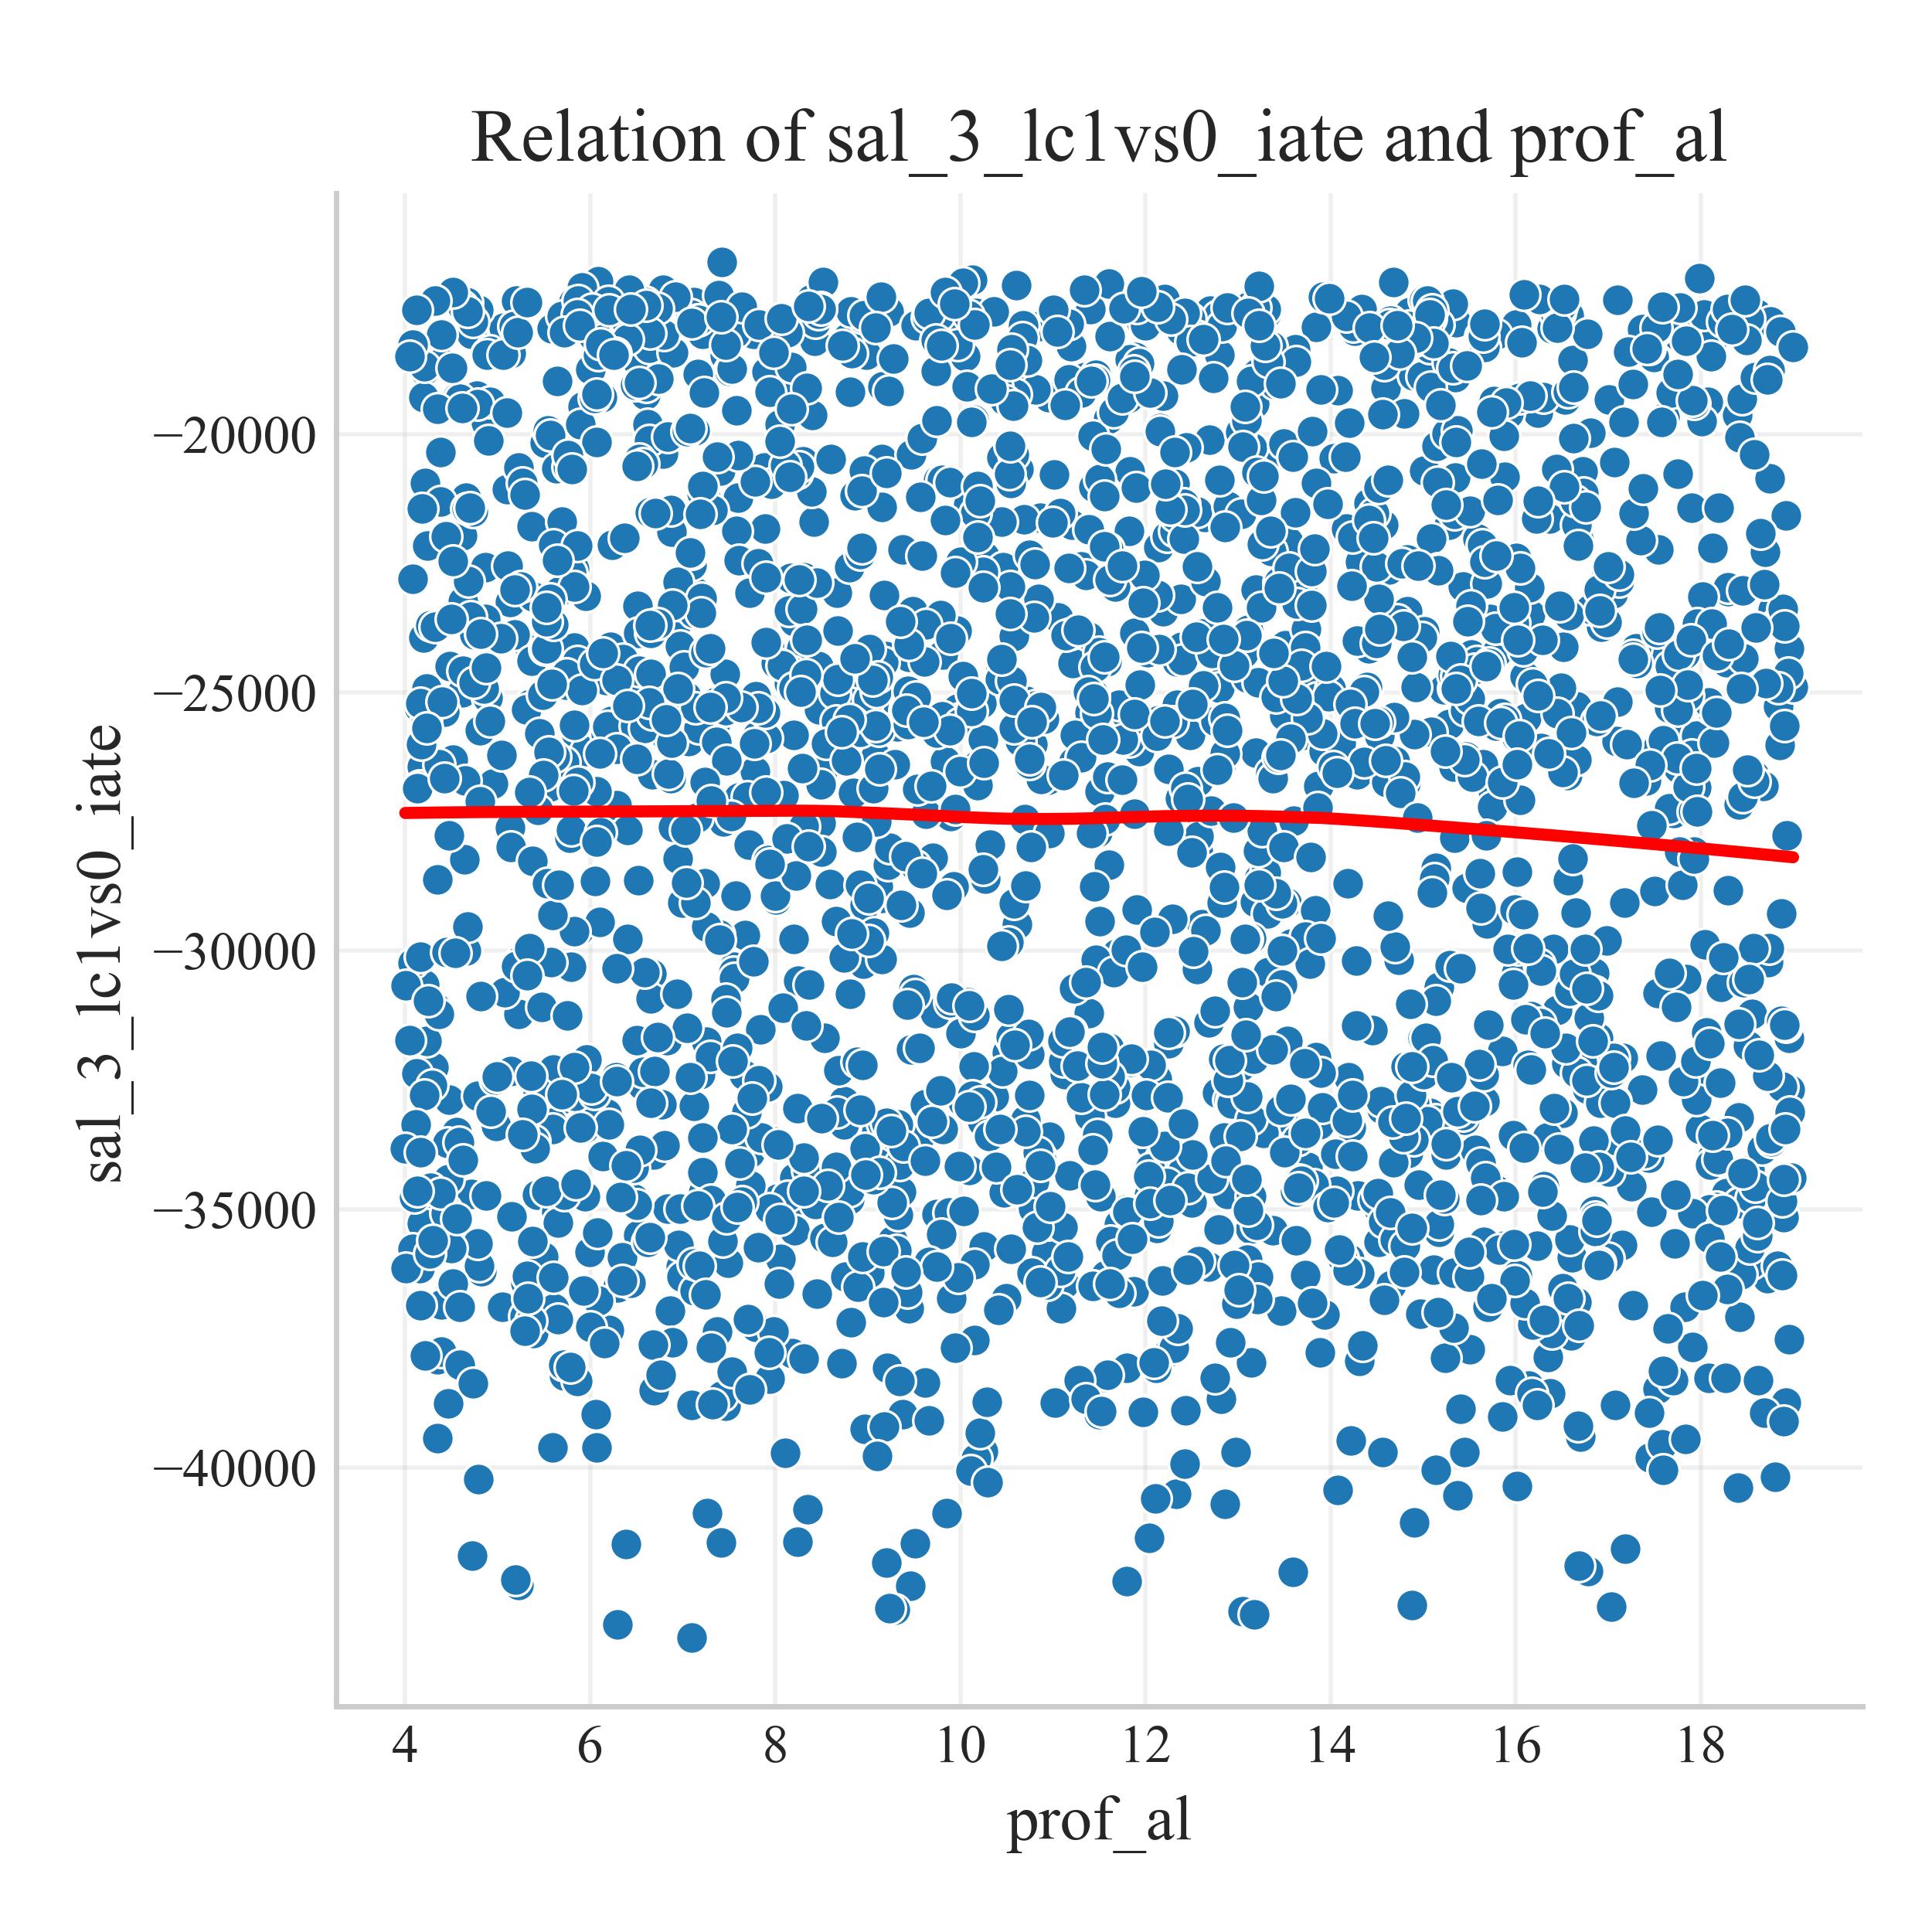 Relation of sal_3_lc1vs0_iate and prof_al
sal_3_lc1vs0_iate
−20000
−25000
−30000
−35000
−40000
4 6 8 10 12 14 16 18
prof_al